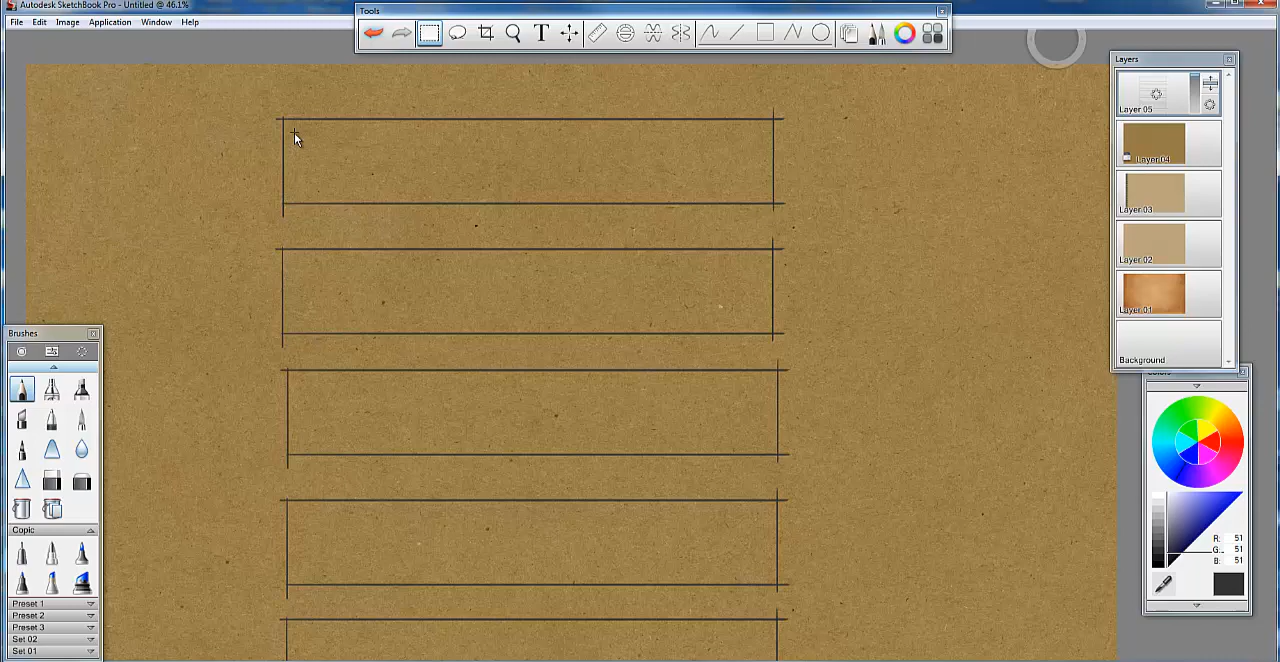 Autodesk SketchBook Pro - Untitled @ 46.1%
File Edit Image Application Window Help
Tools
T
Layers
Layer 05
Layer 04
Layer 03
Layer 02
Layer 01
Background
Brushes
Copic
Preset 1
Preset 2
Preset 3
Set 02
Set 01
R: 51
G: 51
B: 51